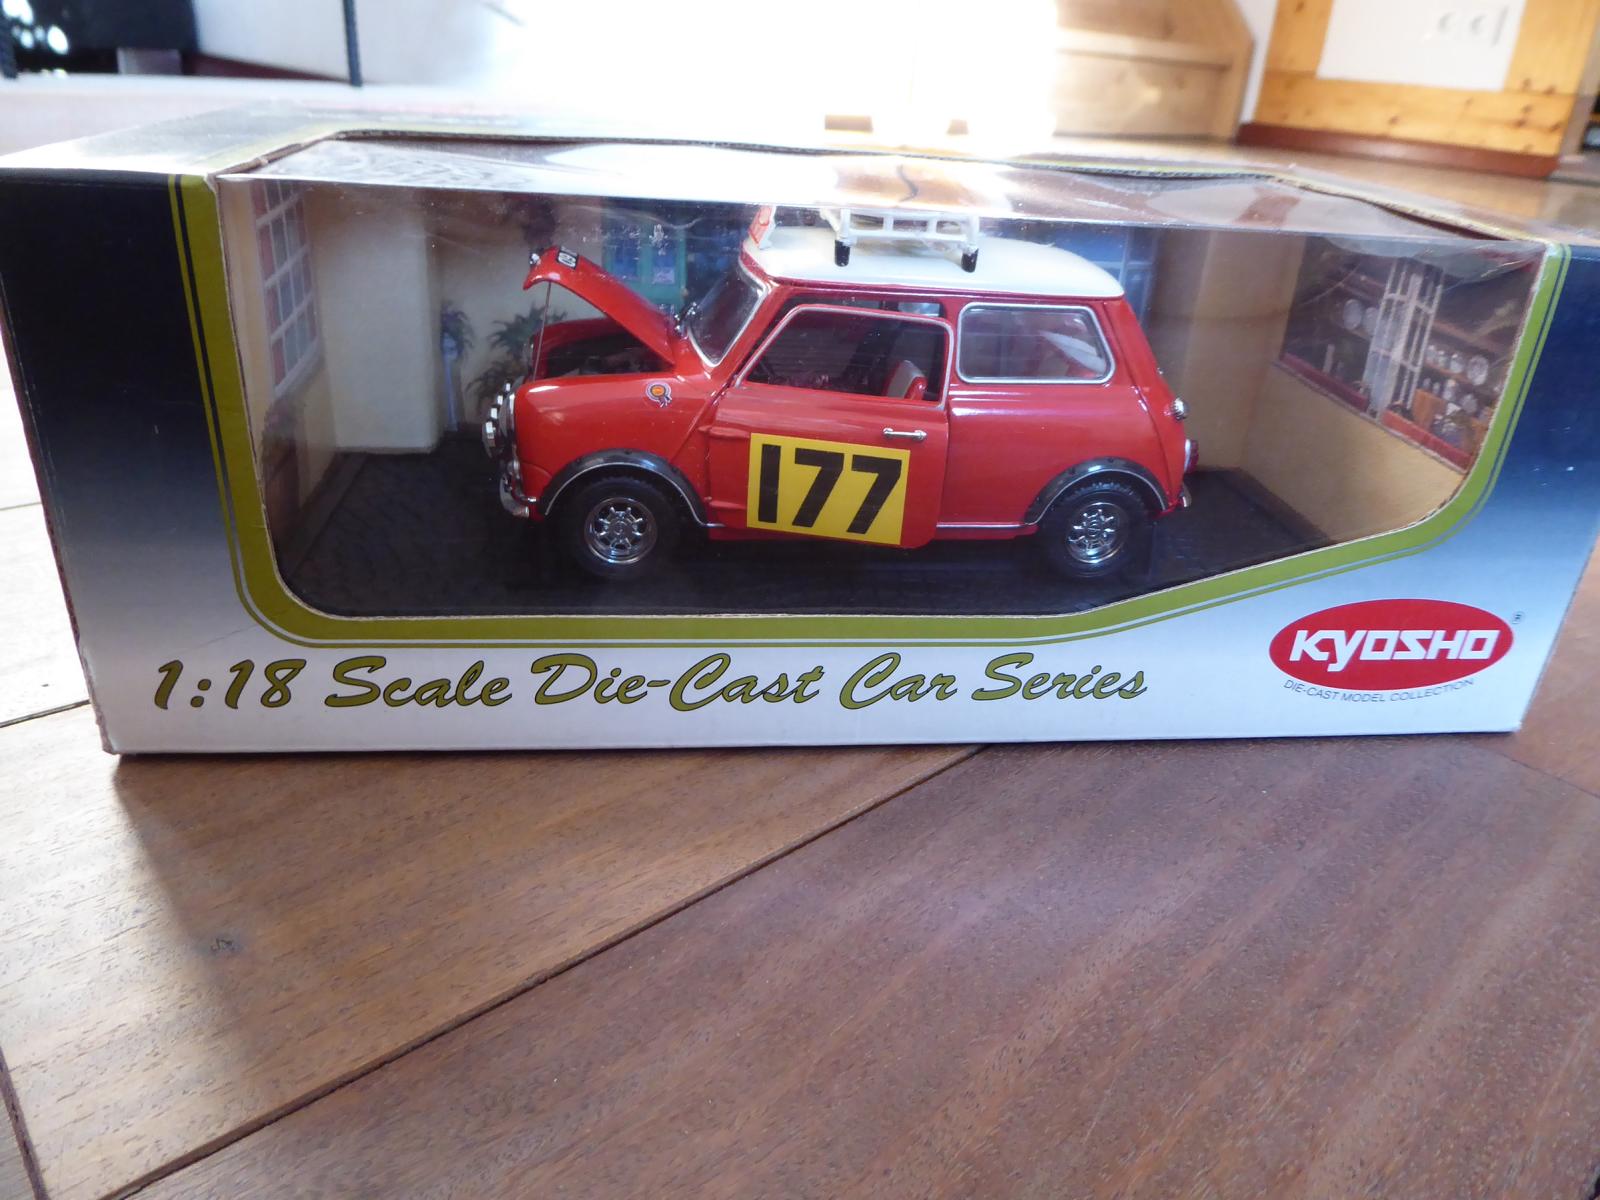 177
1:18 Scale Die-Cast Car Series
KYOSHO ®
DIE-CAST MODEL COLLECTION